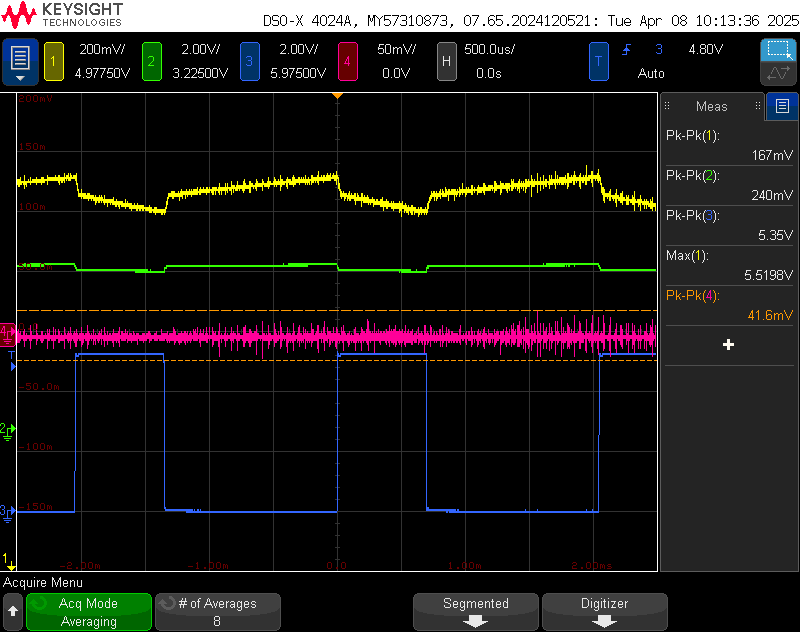 KEYSIGHT
TECHNOLOGIES
DSO-X 4024A, MY57310873, 07.65.2024120521: Tue Apr 08 10:13:36 2025
1 200mV/ 2 2.00V/ 3 2.00V/ 4 50mV/ H 500.0us/ T 3 4.80V
4.97750V 3.22500V 5.97500V 0.0V 0.0s Auto
200mV
Meas
Pk-Pk(1):
150m
167mV
Pk-Pk(2):
240mV
100m
Pk-Pk(3):
5.35V
Max(1):
5.5198V
Pk-Pk(4):
41.6mV
4
T
+
-50.0m
2
-100m
3
-150m
1
-2.00m -1.00m 0.0 1.00m 2.00m
Acquire Menu
Acq Mode # of Averages Segmented Digitizer
Averaging 8